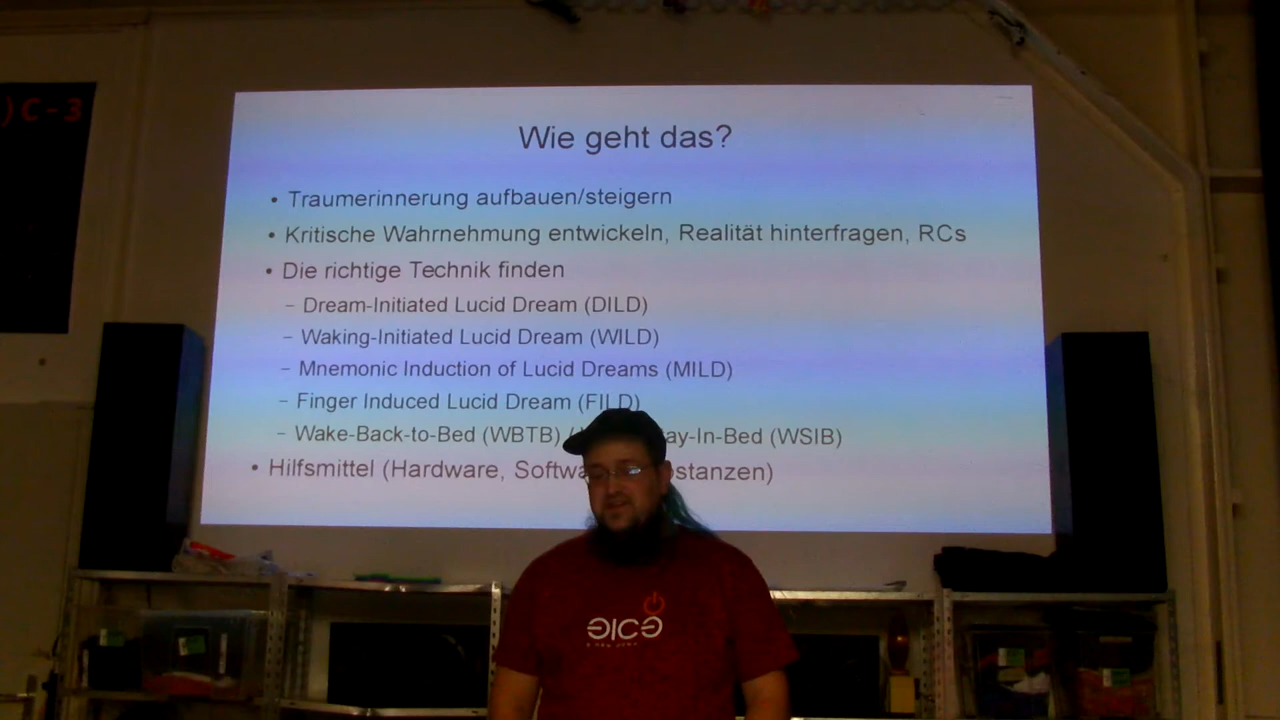 )C-3
Wie geht das?
• Traumerinnerung aufbauen/steigern
• Kritische Wahrnehmung entwickeln, Realität hinterfragen, RCs
• Die richtige Technik finden
– Dream-Initiated Lucid Dream (DILD)
– Waking-Initiated Lucid Dream (WILD)
– Mnemonic Induction of Lucid Dreams (MILD)
– Finger Induced Lucid Dream (FILD)
– Wake-Back-to-Bed (WBTB) / ay-In-Bed (WSIB)
• Hilfsmittel (Hardware, Softwa stanzen)